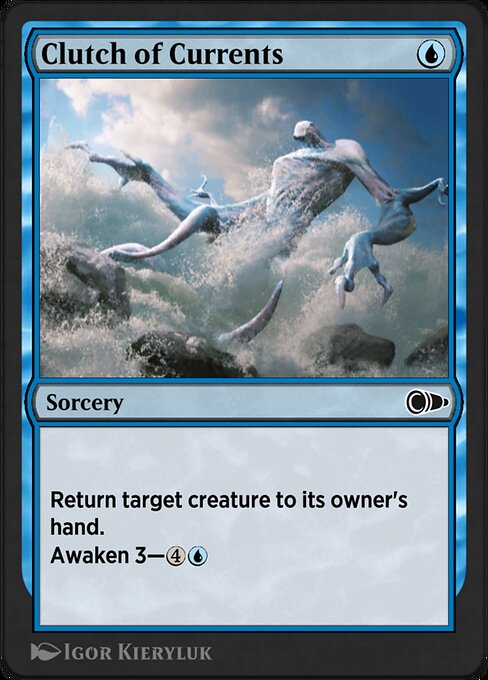 Clutch of Currents
Sorcery
Return target creature to its owner's
hand.
Awaken 3—4
Igor Kieryluk